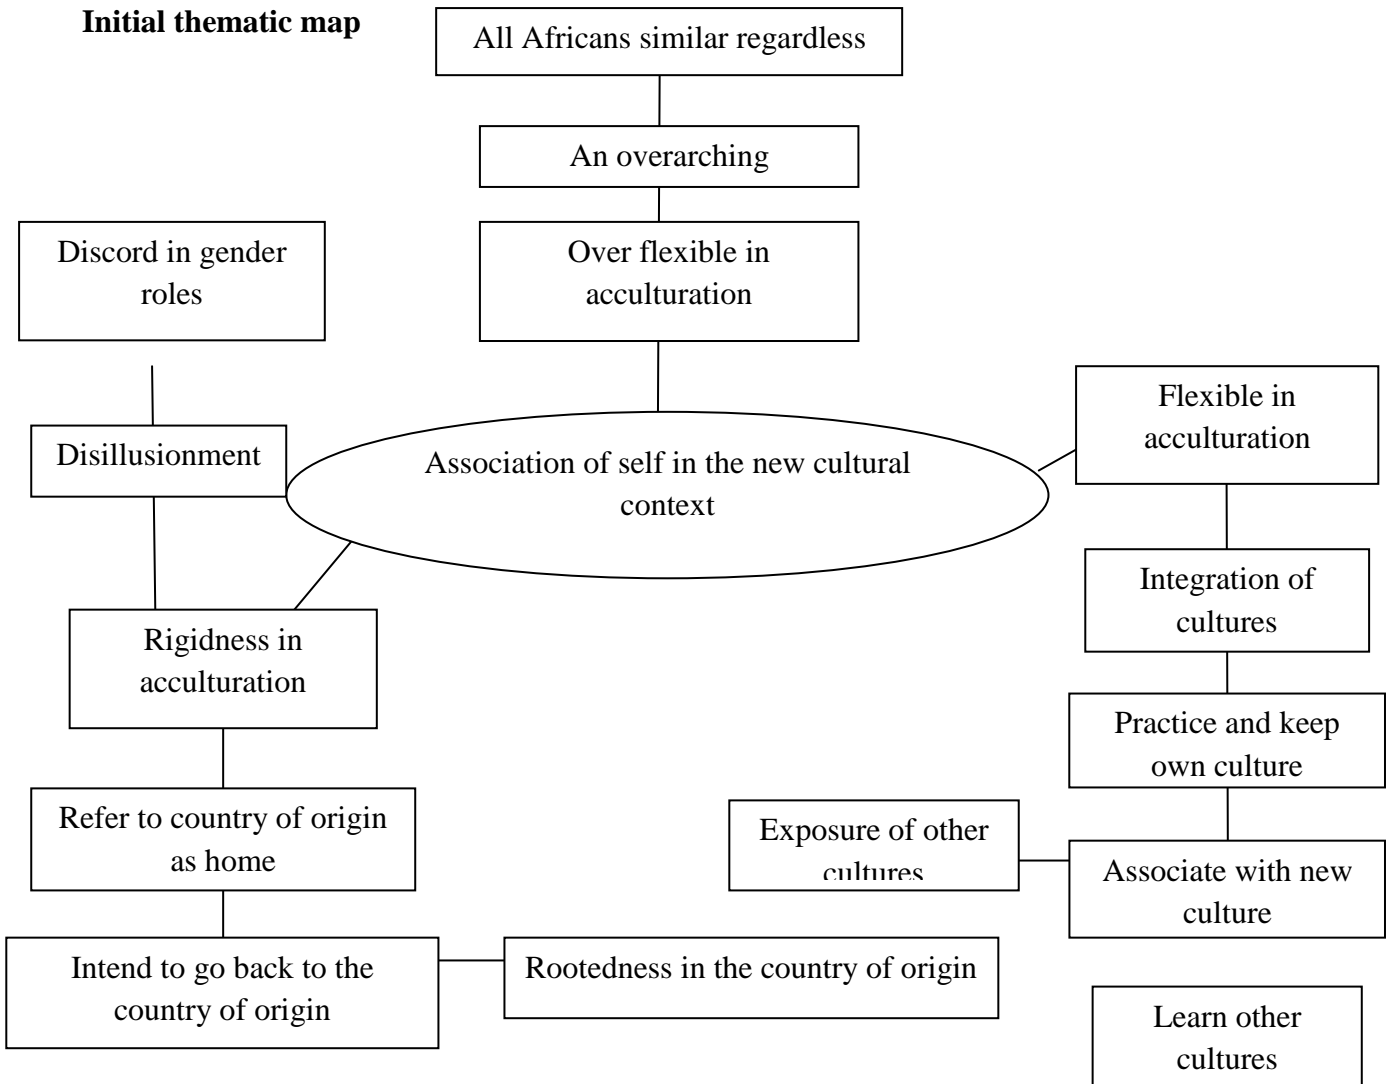 Initial thematic map
All Africans similar regardless
An overarching
Over flexible in
acculturation
Discord in gender
roles
Disillusionment
Association of self in the new cultural
context
Flexible in
acculturation
Integration of
cultures
Rigidness in
acculturation
Practice and keep
own culture
Refer to country of origin
as home
Exposure of other
cultures
Associate with new
culture
Intend to go back to the
country of origin
Rootedness in the country of origin
Learn other
cultures